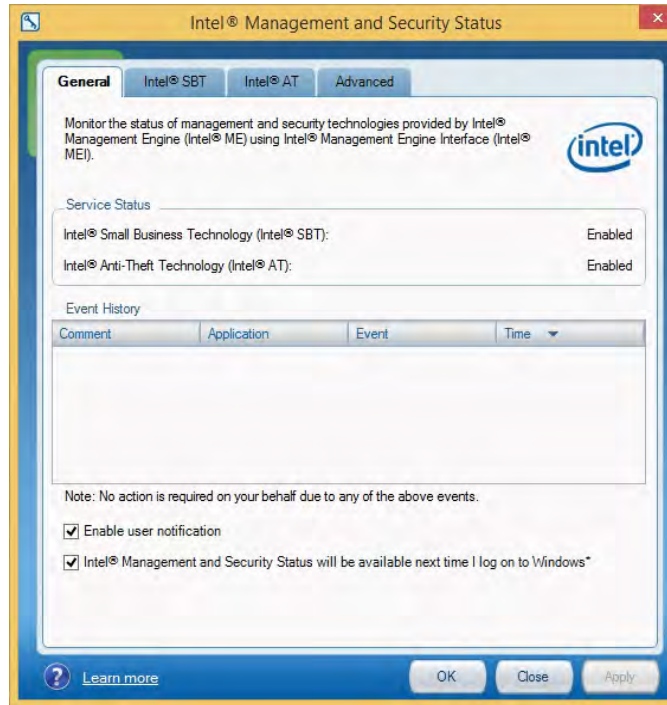 Intel® Management and Security Status
General
Intel® SBT
Intel® AT
Advanced
Monitor the status of management and security technologies provided by Intel®
Management Engine (Intel® ME) using Intel® Management Engine Interface (Intel®
MEI).
intel
Service Status
Intel® Small Business Technology (Intel® SBT): Enabled
Intel® Anti-Theft Technology (Intel® AT): Enabled
Event History
Comment Application Event Time
Note: No action is required on your behalf due to any of the above events.
Enable user notification
Intel® Management and Security Status will be available next time I log on to Windows*
? Learn more
OK
Close
Apply